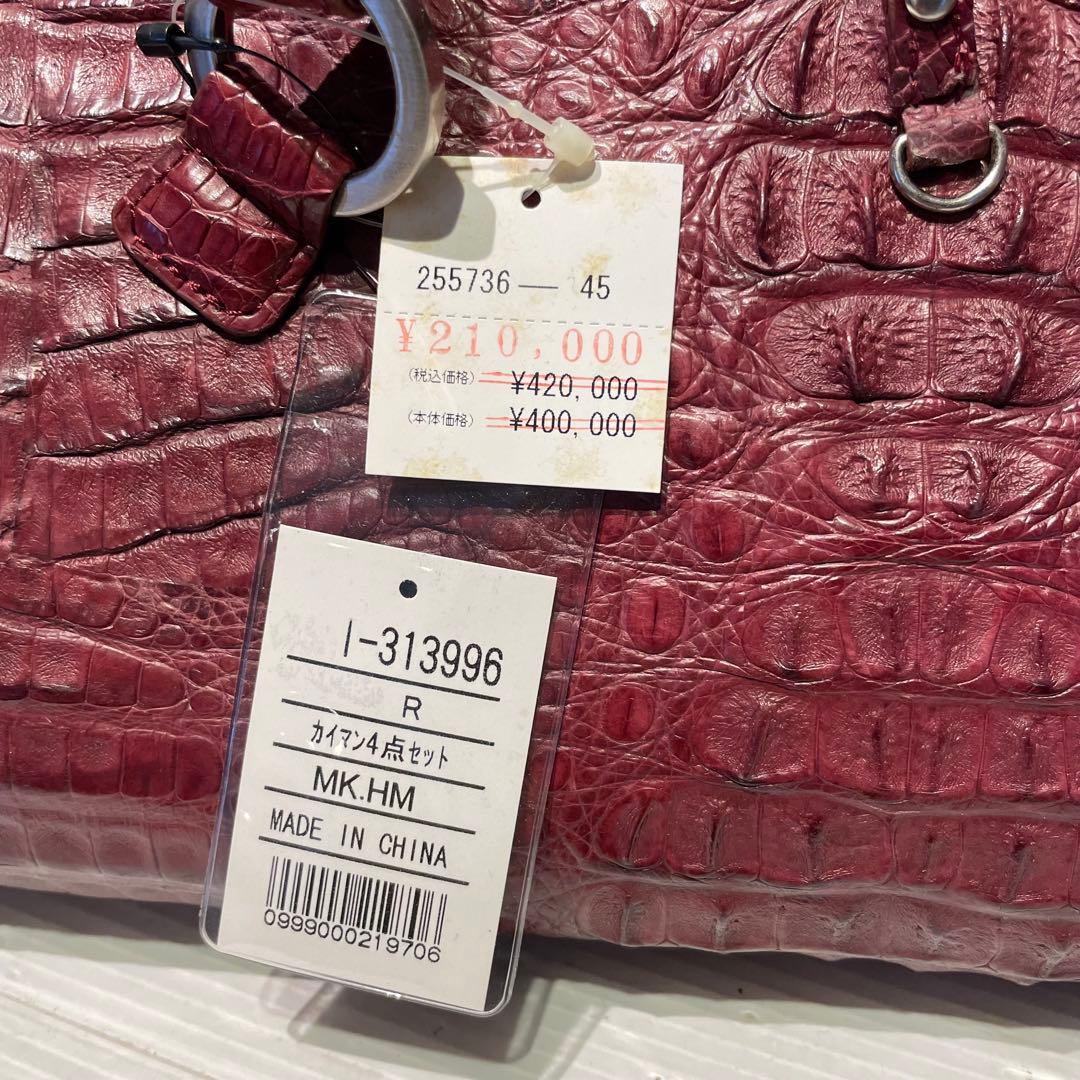 255736— 45
¥210,000
(税込価格) ¥420,000
(本体価格) ¥400,000
I-313996
R
カイマン4点セット
MK.HM
MADE IN CHINA
0999000219706